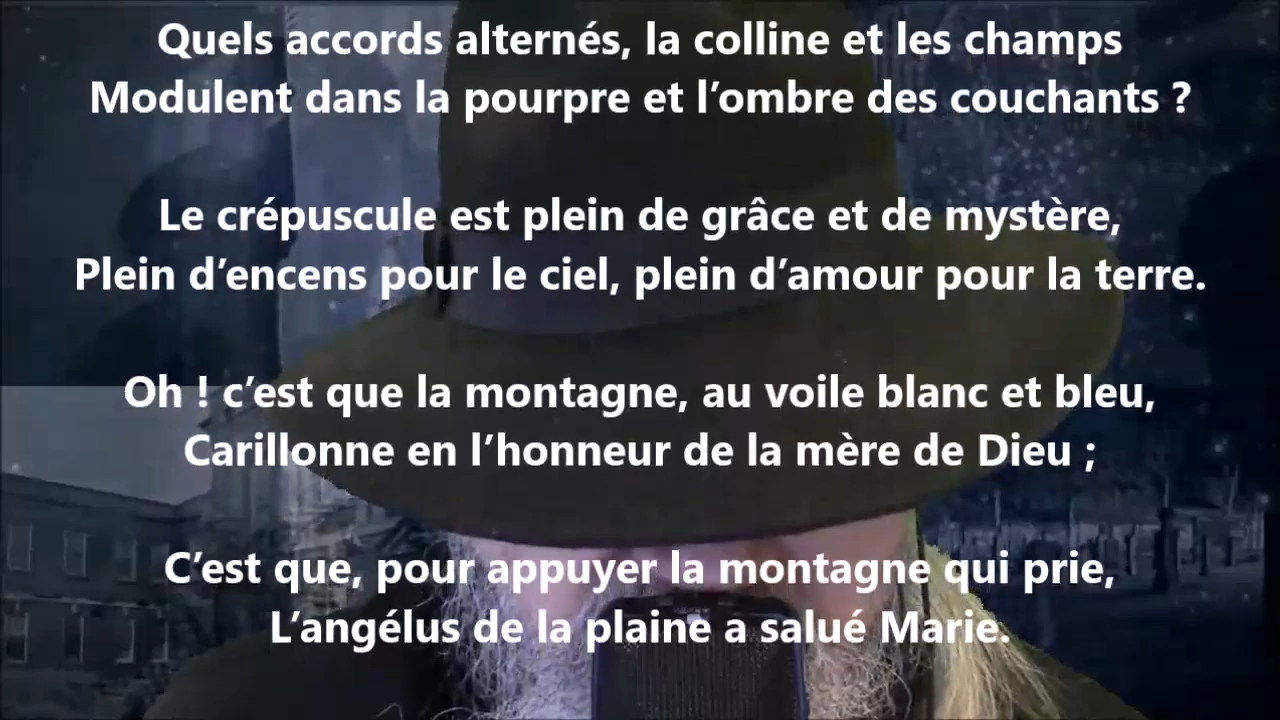 Quels accords alternés, la colline et les champs
Modulent dans la pourpre et l’ombre des couchants ?
Le crépuscule est plein de grâce et de mystère,
Plein d’encens pour le ciel, plein d’amour pour la terre.
Oh ! c’est que la montagne, au voile blanc et bleu,
Carillonne en l’honneur de la mère de Dieu ;
C’est que, pour appuyer la montagne qui prie,
L’angélus de la plaine a salué Marie.